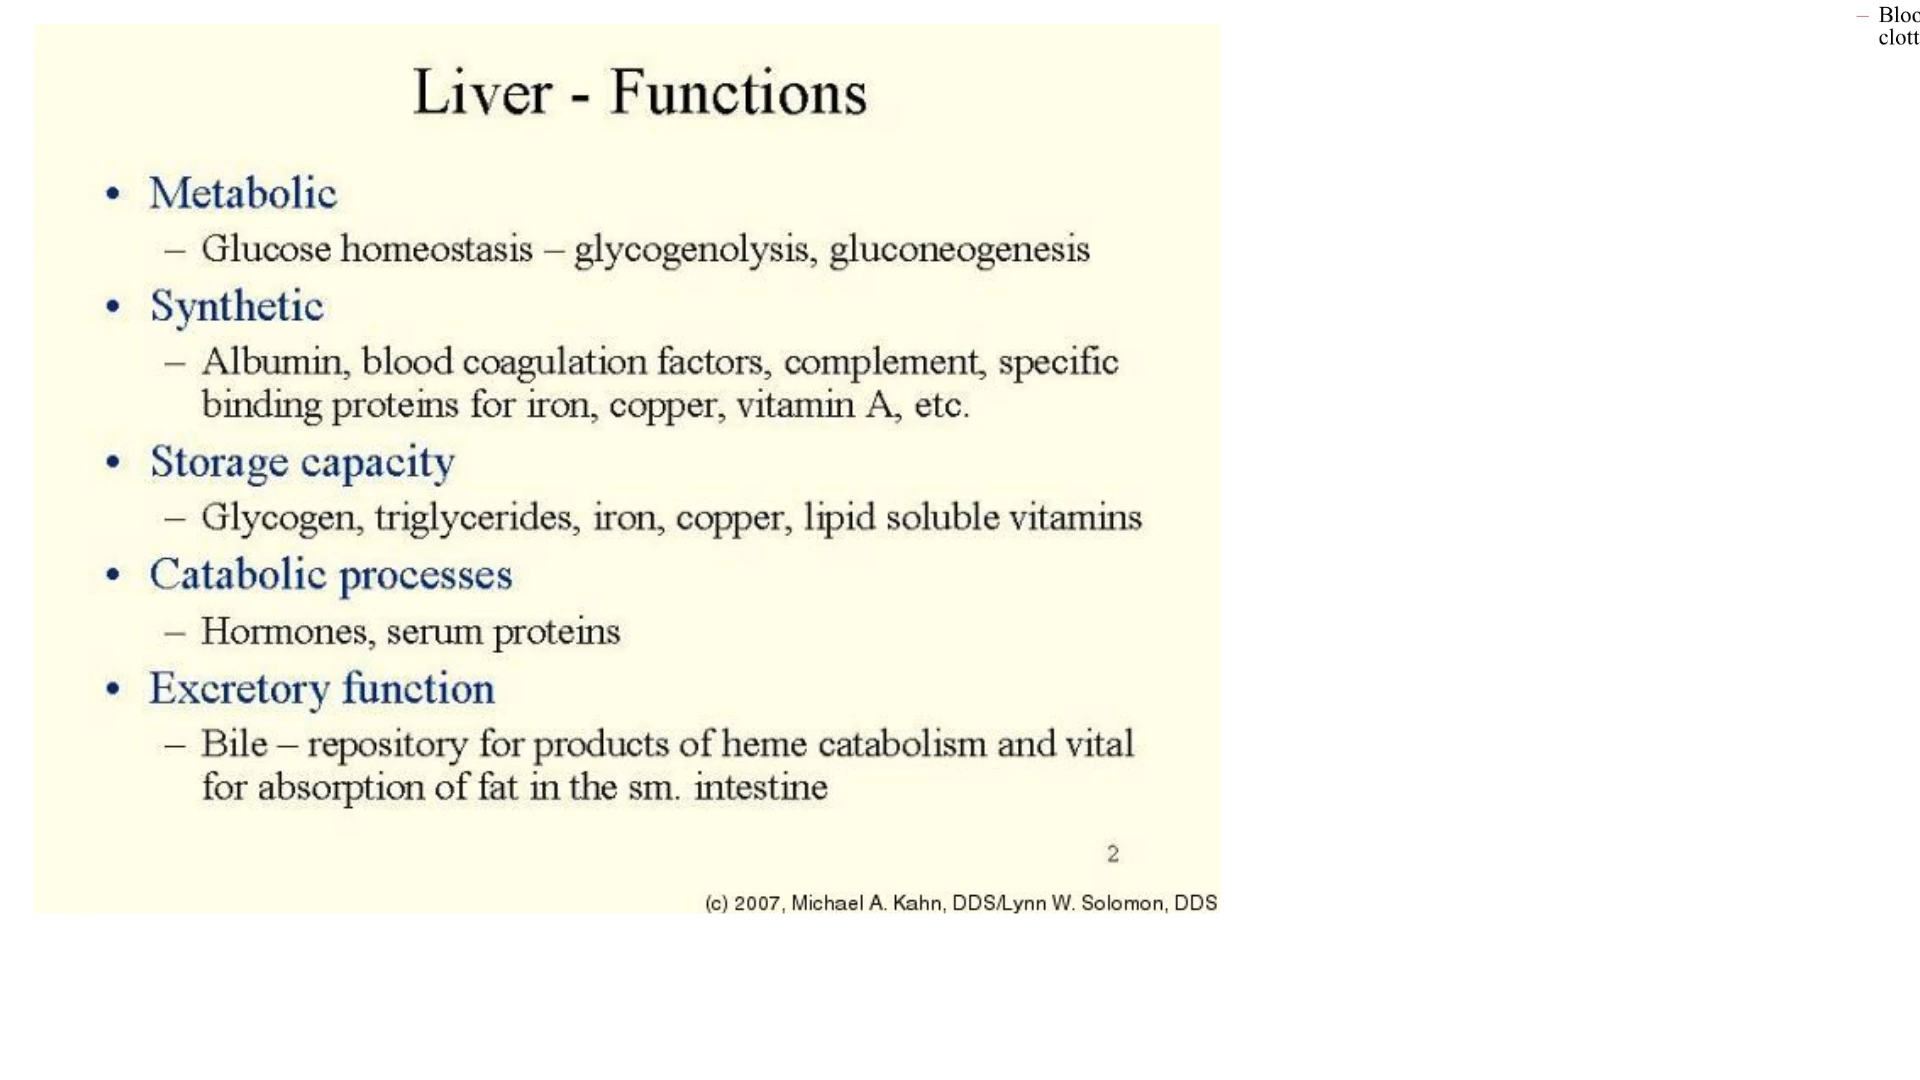 Liver - Functions
• Metabolic
– Glucose homeostasis – glycogenolysis, gluconeogenesis
• Synthetic
– Albumin, blood coagulation factors, complement, specific
binding proteins for iron, copper, vitamin A, etc.
• Storage capacity
– Glycogen, triglycerides, iron, copper, lipid soluble vitamins
• Catabolic processes
– Hormones, serum proteins
• Excretory function
– Bile – repository for products of heme catabolism and vital
for absorption of fat in the sm. intestine
2
(c) 2007, Michael A. Kahn, DDS/Lynn W. Solomon, DDS